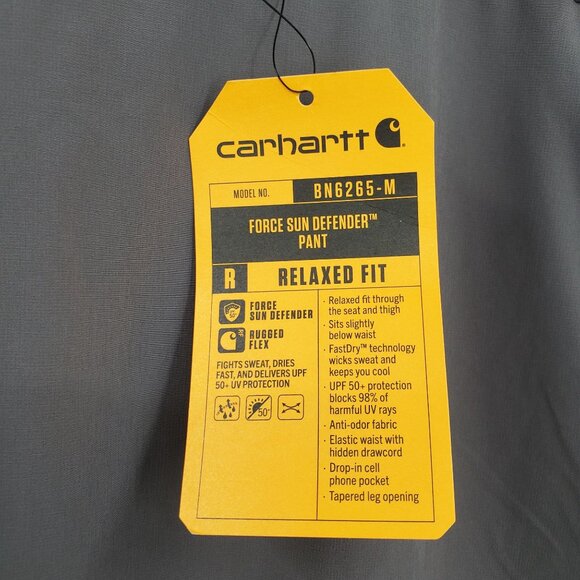 carhartt
MODEL NO. BN6265-M
FORCE SUN DEFENDER™
PANT
R RELAXED FIT
FORCE
SUN DEFENDER
RUGGED
FLEX
FIGHTS SWEAT, DRIES
FAST, AND DELIVERS UPF
50+ UV PROTECTION
50+
· Relaxed fit through
the seat and thigh
· Sits slightly
below waist
· FastDry™ technology
wicks sweat and
keeps you cool
· UPF 50+ protection
blocks 98% of
harmful UV rays
· Anti-odor fabric
· Elastic waist with
hidden drawcord
· Drop-in cell
phone pocket
· Tapered leg opening